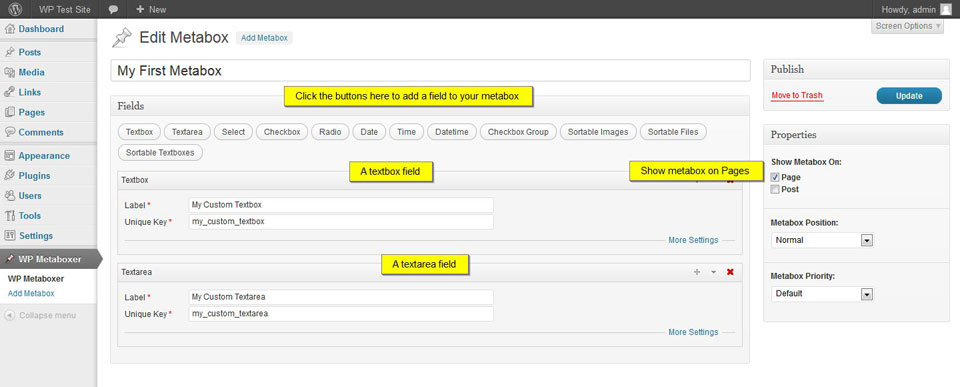 WP Test Site
+ New
Howdy, admin
Screen Options
Dashboard
Posts
Media
Links
Pages
Comments
Appearance
Plugins
Users
Tools
Settings
WP Metaboxer
WP Metaboxer
Add Metabox
Collapse menu
Edit Metabox Add Metabox
My First Metabox
Click the buttons here to add a field to your metabox
Fields
Textbox Textarea Select Checkbox Radio Date Time Datetime Checkbox Group Sortable Images Sortable Files
Sortable Textboxes
A textbox field
Textbox
Label * My Custom Textbox
Unique Key * my_custom_textbox
More Settings
A textarea field
Textarea
Label * My Custom Textarea
Unique Key * my_custom_textarea
More Settings
Publish
Move to Trash Update
Properties
Show Metabox On:
Show metabox on Pages
Page
Post
Metabox Position:
Normal
Metabox Priority:
Default